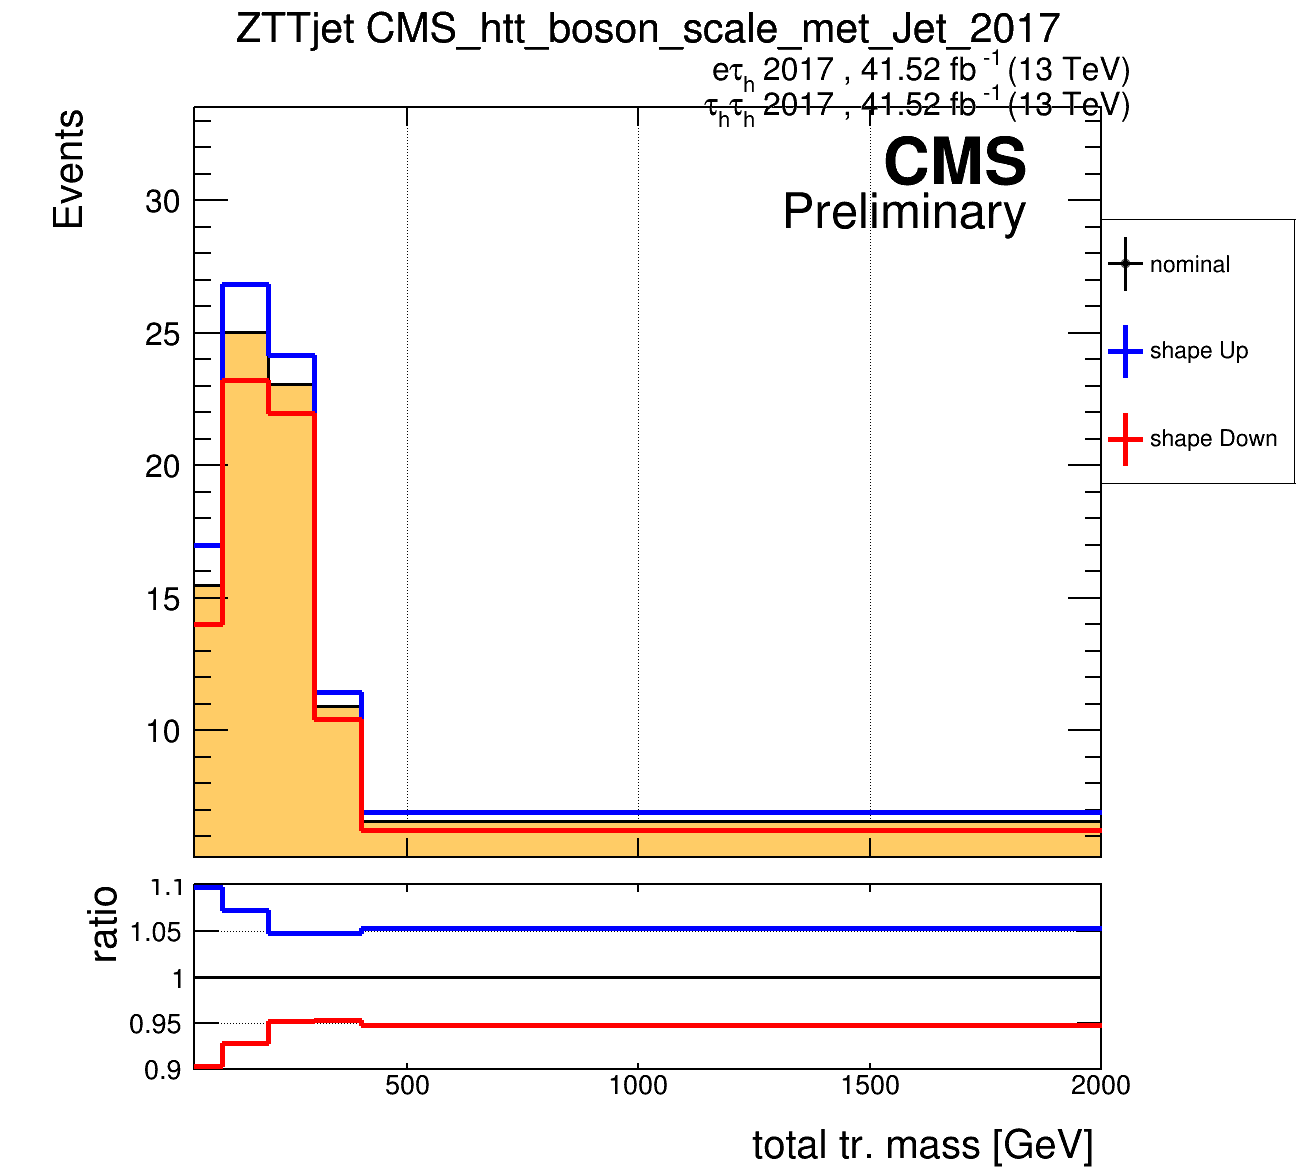 ZTTjet CMS_htt_boson_scale_met_Jet_2017
eτh 2017 , 41.52 fb -1 (13 TeV)
τhτh 2017 , 41.52 fb -1 (13 TeV)
CMS
Preliminary
Events
30
25
20
15
10
nominal
shape Up
shape Down
ratio
1.1
1.05
1
0.95
0.9
500 1000 1500 2000
total tr. mass [GeV]